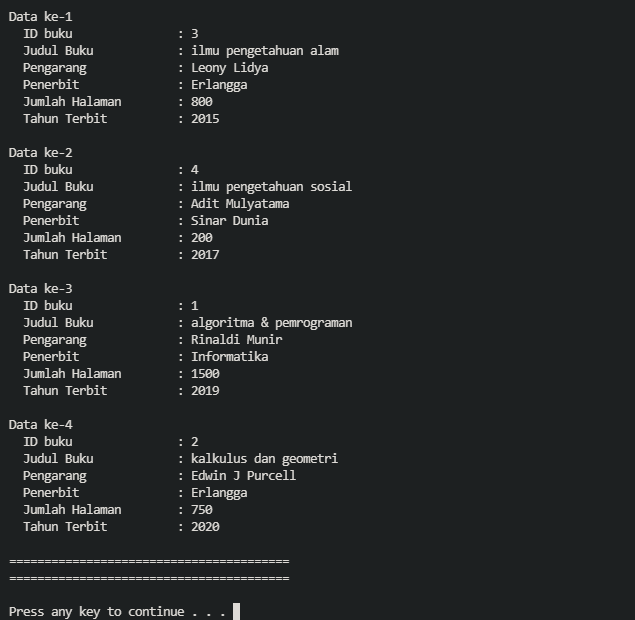 Data ke-1
ID buku : 3
Judul Buku : ilmu pengetahuan alam
Pengarang : Leony Lidya
Penerbit : Erlangga
Jumlah Halaman : 800
Tahun Terbit : 2015
Data ke-2
ID buku : 4
Judul Buku : ilmu pengetahuan sosial
Pengarang : Adit Mulyatama
Penerbit : Sinar Dunia
Jumlah Halaman : 200
Tahun Terbit : 2017
Data ke-3
ID buku : 1
Judul Buku : algoritma & pemrograman
Pengarang : Rinaldi Munir
Penerbit : Informatika
Jumlah Halaman : 1500
Tahun Terbit : 2019
Data ke-4
ID buku : 2
Judul Buku : kalkulus dan geometri
Pengarang : Edwin J Purcell
Penerbit : Erlangga
Jumlah Halaman : 750
Tahun Terbit : 2020
========================================
========================================
Press any key to continue . . .